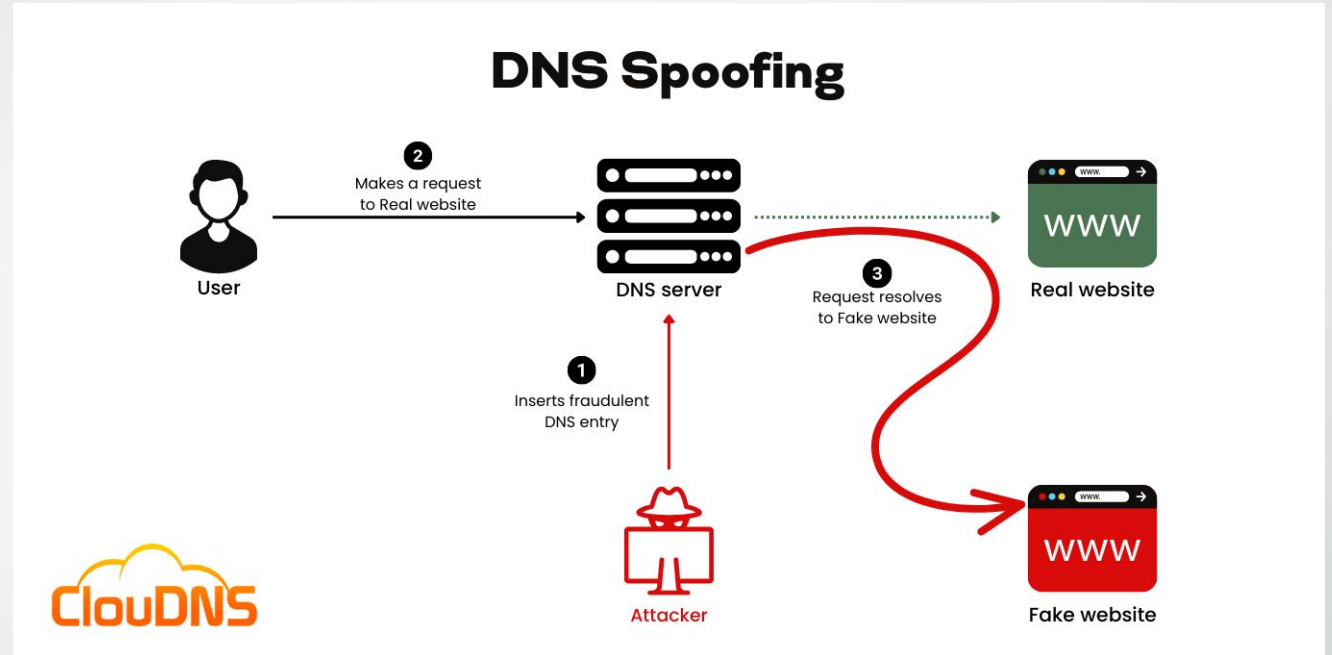 DNS Spoofing
2
Makes a request
to Real website
User
DNS server
www.
WWW
Real website
3
Request resolves
to Fake website
1
Inserts fraudulent
DNS entry
Attacker
www.
WWW
Fake website
ClouDNS